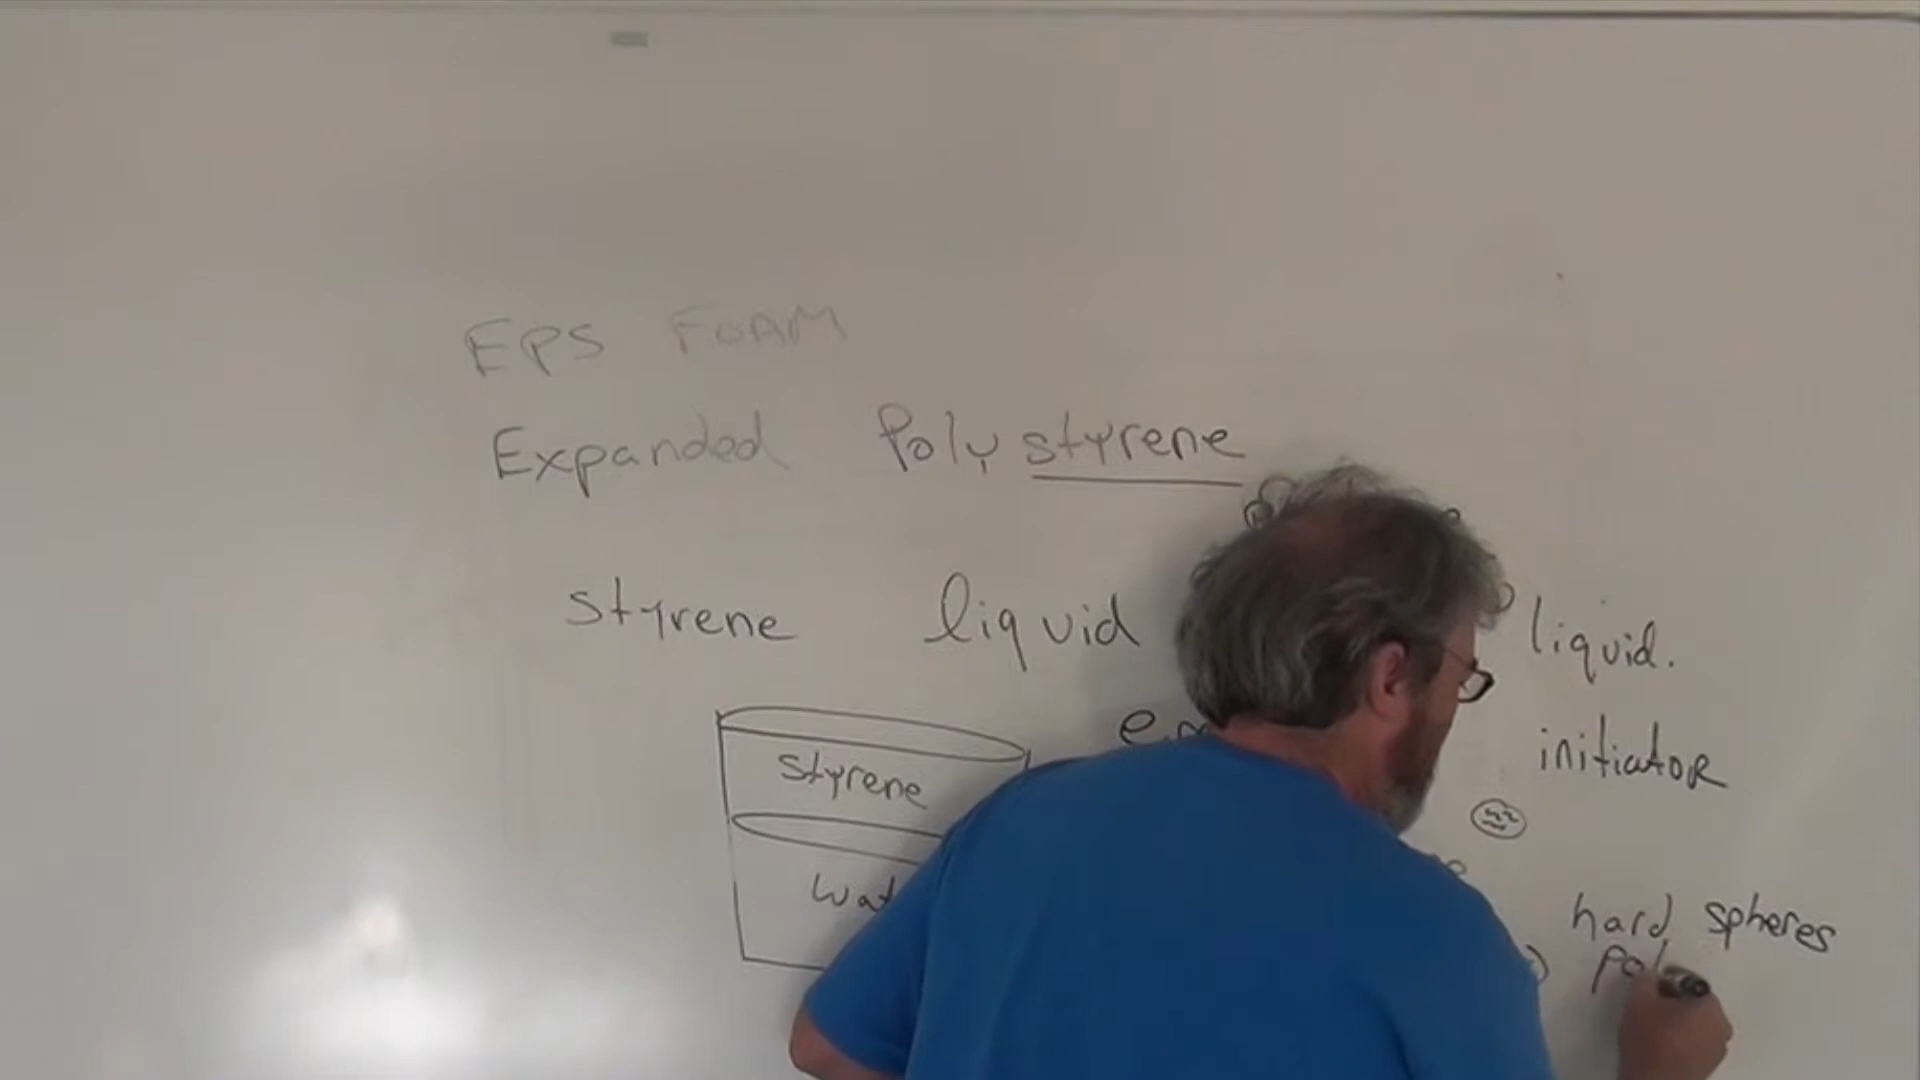 EPS FOAM
Expanded Polystyrene
styrene liquid liquid.
initiator
styrene
hard spheres